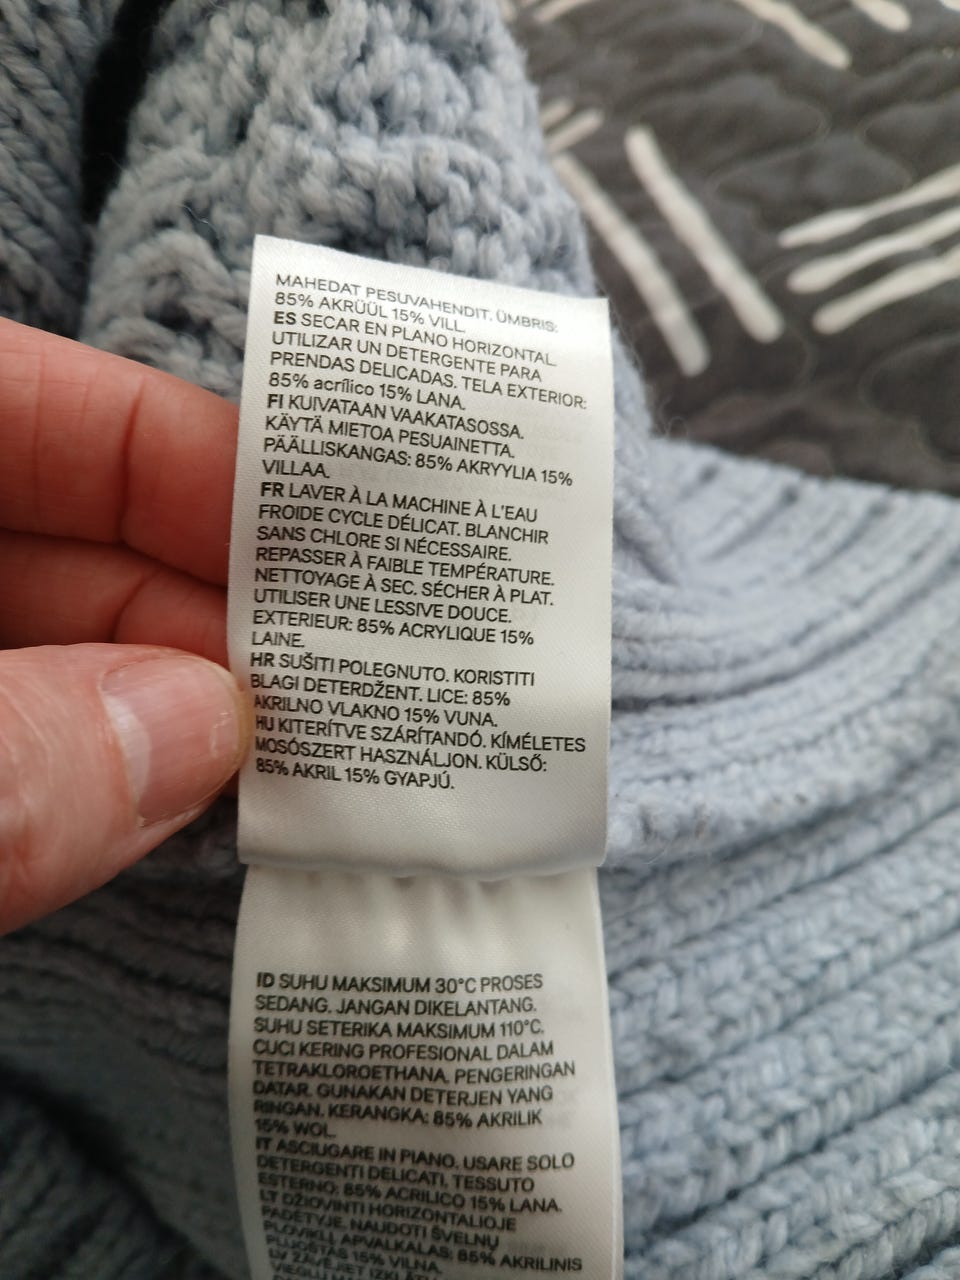 MAHEDAT PESUVAHENDIT. ÜMBRIS:
85% AKRÜÜL 15% VILL.
ES SECAR EN PLANO HORIZONTAL.
UTILIZAR UN DETERGENTE PARA
PRENDAS DELICADAS. TELA EXTERIOR:
85% acrílico 15% LANA.
FI KUIVATAAN VAAKATASOSSA.
KÄYTÄ MIETOA PESUAINETTA.
PÄÄLLISKANGAS: 85% AKRYYLIA 15%
VILLAA.
FR LAVER À LA MACHINE À L'EAU
FROIDE CYCLE DÉLICAT. BLANCHIR
SANS CHLORE SI NÉCESSAIRE.
REPASSER À FAIBLE TEMPÉRATURE.
NETTOYAGE À SEC. SÉCHER À PLAT.
UTILISER UNE LESSIVE DOUCE.
EXTERIEUR: 85% ACRYLIQUE 15%
LAINE.
HR SUŠITI POLEGNUTO. KORISTITI
BLAGI DETERDŽENT. LICE: 85%
AKRILNO VLAKNO 15% VUNA.
HU KITERÍTVE SZÁRÍTANDÓ. KÍMÉLETES
MOSÓSZERT HASZNÁLJON. KÜLSŐ:
85% AKRIL 15% GYAPJÚ.
ID SUHU MAKSIMUM 30°C PROSES
SEDANG. JANGAN DIKELANTANG.
SUHU SETERIKA MAKSIMUM 110°C.
CUCI KERING PROFESIONAL DALAM
TETRAKLOROETHANA. PENGERINGAN
DATAR. GUNAKAN DETERJEN YANG
RINGAN. KERANGKA: 85% AKRILIK
15% WOL.
IT ASCIUGARE IN PIANO. USARE SOLO
DETERGENTI DELICATI. TESSUTO
ESTERNO: 85% ACRILICO 15% LANA.
LT DŽIOVINTI HORIZONTALIOJE
PADĖTYJE. NAUDOTI ŠVELNŲ
PLOVIKLĮ. APVALKALAS: 85% AKRILINIS
PLUOŠTAS 15% VILNA.
LV ŽĀVĒJIET IZKLĀTU